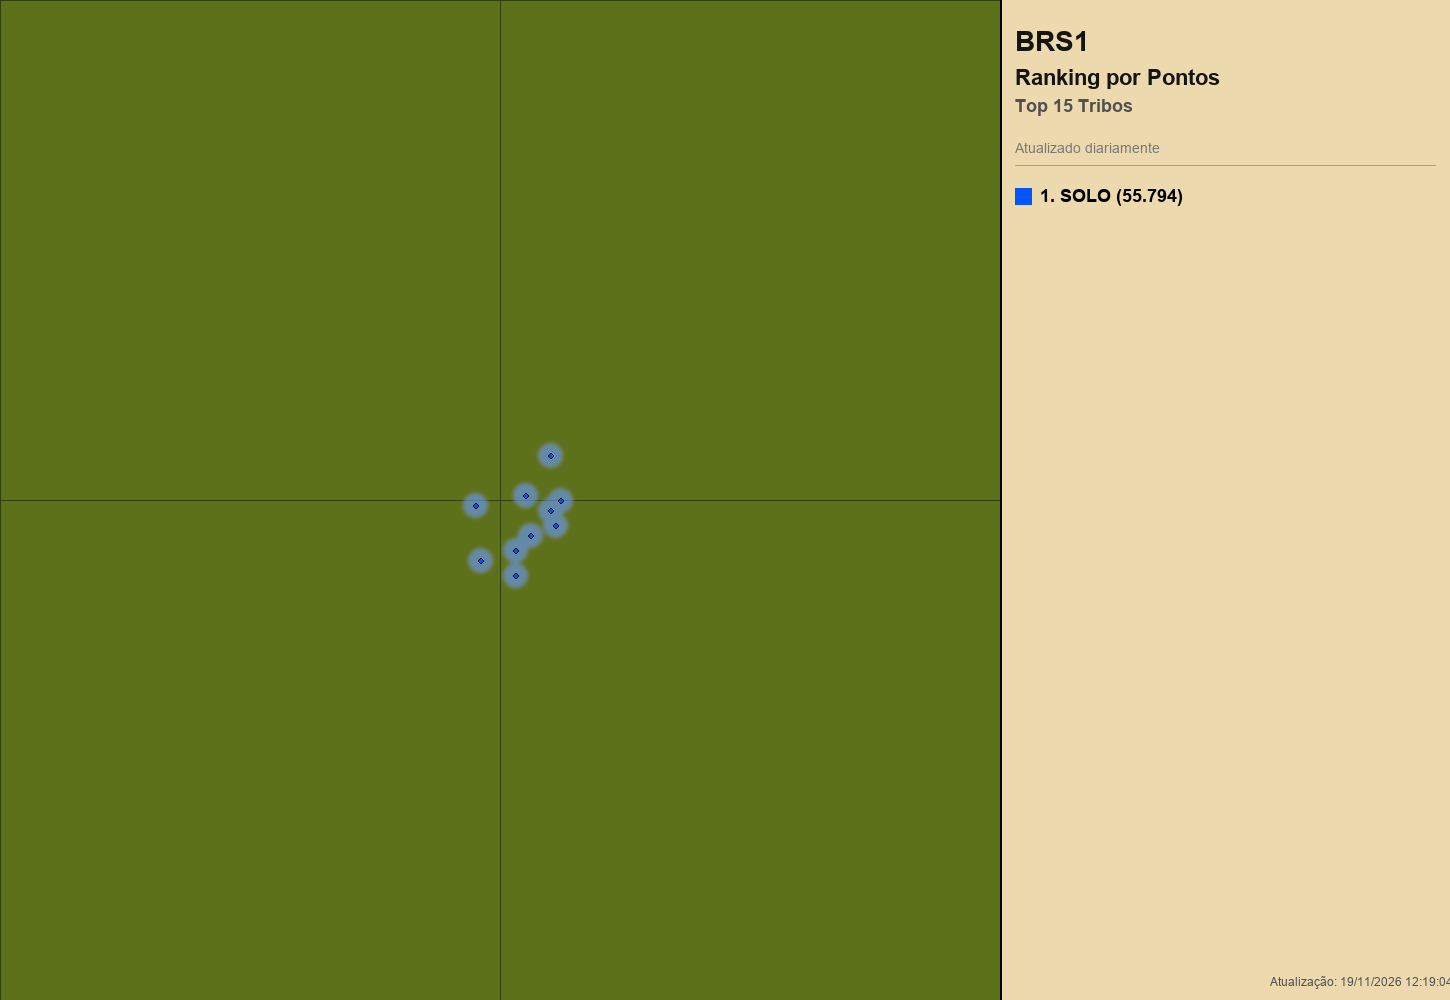 BRS1
Ranking por Pontos
Top 15 Tribos
Atualizado diariamente
1. SOLO (55.794)
Atualização: 19/11/2026 12:19:04